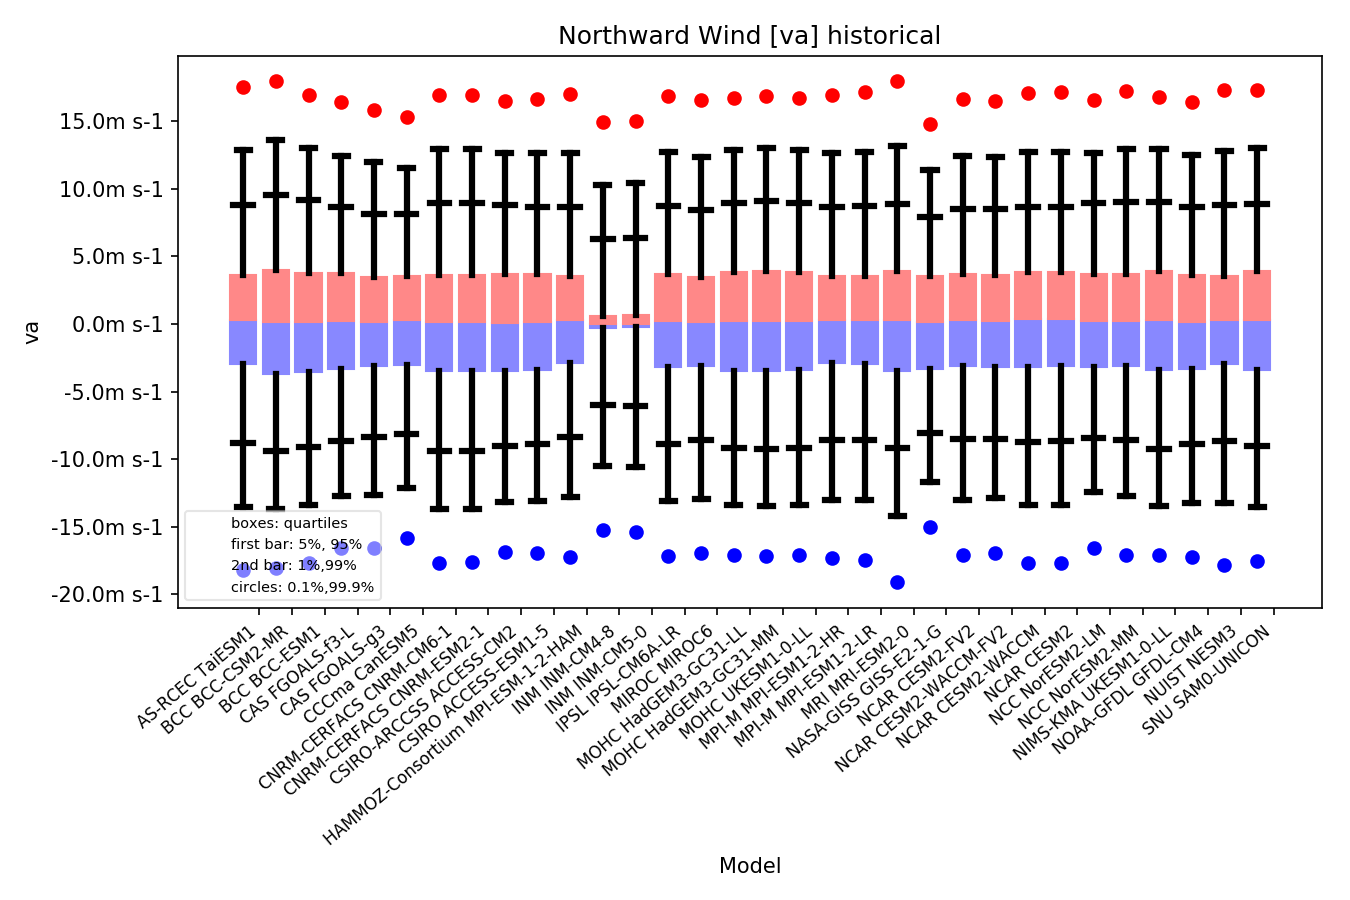 Northward Wind [va] historical
va
15.0m s-1
10.0m s-1
5.0m s-1
0.0m s-1
-5.0m s-1
-10.0m s-1
-15.0m s-1
-20.0m s-1
boxes: quartiles
first bar: 5%, 95%
2nd bar: 1%,99%
circles: 0.1%,99.9%
AS-RCEC TaiESM1
BCC BCC-CSM2-MR
BCC BCC-ESM1
CAS FGOALS-f3-L
CAS FGOALS-g3
CCCma CanESM5
CNRM-CERFACS CNRM-CM6-1
CNRM-CERFACS CNRM-ESM2-1
CSIRO-ARCCSS ACCESS-CM2
CSIRO ACCESS-ESM1-5
HAMMOZ-Consortium MPI-ESM-1-2-HAM
INM INM-CM4-8
INM INM-CM5-0
IPSL IPSL-CM6A-LR
MIROC MIROC6
MOHC HadGEM3-GC31-LL
MOHC HadGEM3-GC31-MM
MOHC UKESM1-0-LL
MPI-M MPI-ESM1-2-HR
MPI-M MPI-ESM1-2-LR
MRI MRI-ESM2-0
NASA-GISS GISS-E2-1-G
NCAR CESM2-FV2
NCAR CESM2-WACCM-FV2
NCAR CESM2-WACCM
NCAR CESM2
NCC NorESM2-LM
NCC NorESM2-MM
NIMS-KMA UKESM1-0-LL
NOAA-GFDL GFDL-CM4
NUIST NESM3
SNU SAM0-UNICON
Model